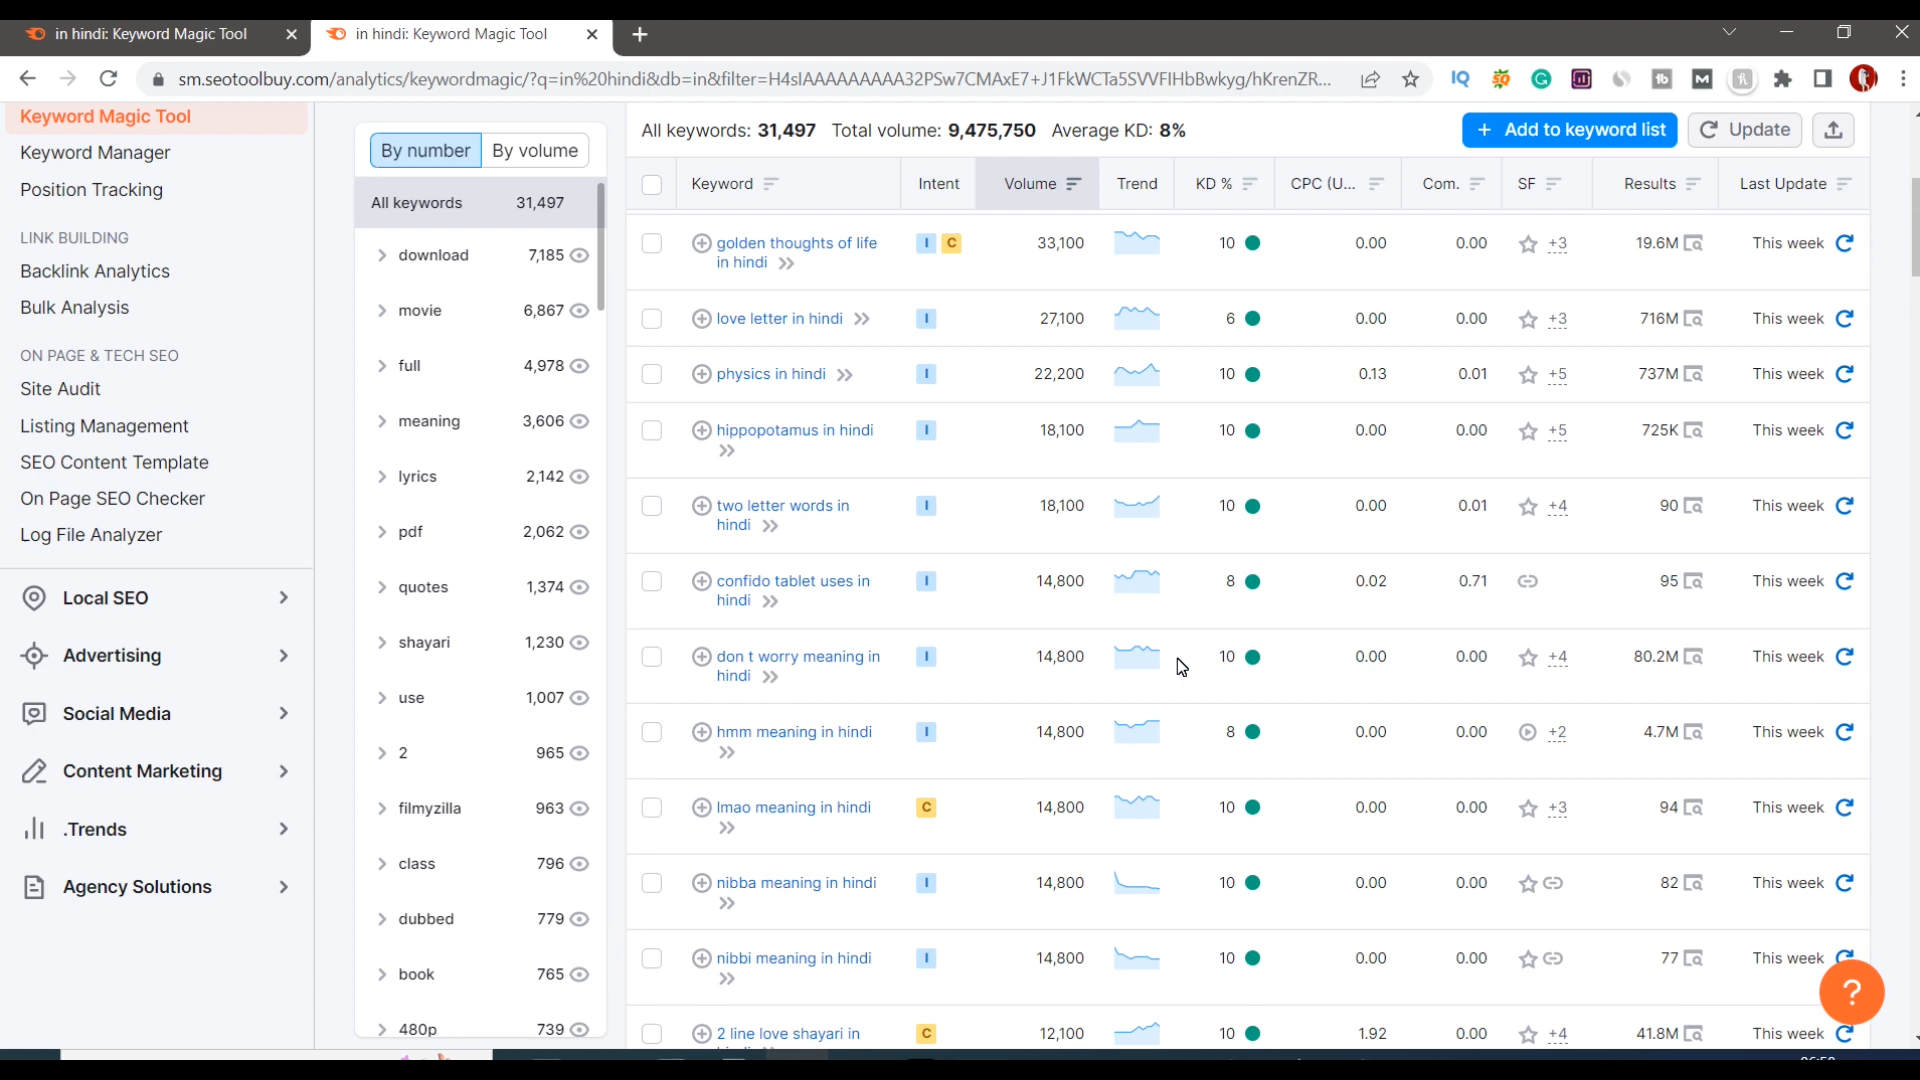 in hindi: Keyword Magic Tool
in hindi: Keyword Magic Tool
sm.seotoolbuy.com/analytics/keywordmagic/?q=in%20hindi&db=in&filter=H4sIAAAAAAAAA32PSw7CMAxE7+J1FkWCTa5SVVFIHbBwkyg/hKrenZR...
Keyword Magic Tool
Keyword Manager
Position Tracking
LINK BUILDING
Backlink Analytics
Bulk Analysis
ON PAGE & TECH SEO
Site Audit
Listing Management
SEO Content Template
On Page SEO Checker
Log File Analyzer
Local SEO
Advertising
Social Media
Content Marketing
.Trends
Agency Solutions
By number By volume
All keywords 31,497
download 7,185
movie 6,867
full 4,978
meaning 3,606
lyrics 2,142
pdf 2,062
quotes 1,374
shayari 1,230
use 1,007
2 965
filmyzilla 963
class 796
dubbed 779
book 765
480p 739
All keywords: 31,497 Total volume: 9,475,750 Average KD: 8%
+ Add to keyword list Update
Keyword Intent Volume Trend KD % CPC (U... Com. SF Results Last Update
golden thoughts of life I C 33,100 10 0.00 0.00 +3 19.6M This week
in hindi
love letter in hindi I 27,100 6 0.00 0.00 +3 716M This week
physics in hindi I 22,200 10 0.13 0.01 +5 737M This week
hippopotamus in hindi I 18,100 10 0.00 0.00 +5 725K This week
two letter words in I 18,100 10 0.00 0.01 +4 90 This week
hindi
confido tablet uses in I 14,800 8 0.02 0.71 95 This week
hindi
don t worry meaning in I 14,800 10 0.00 0.00 +4 80.2M This week
hindi
hmm meaning in hindi I 14,800 8 0.00 0.00 +2 4.7M This week
lmao meaning in hindi C 14,800 10 0.00 0.00 +3 94 This week
nibba meaning in hindi I 14,800 10 0.00 0.00 82 This week
nibbi meaning in hindi I 14,800 10 0.00 0.00 77 This week
2 line love shayari in C 12,100 10 1.92 0.00 +4 41.8M This week
?